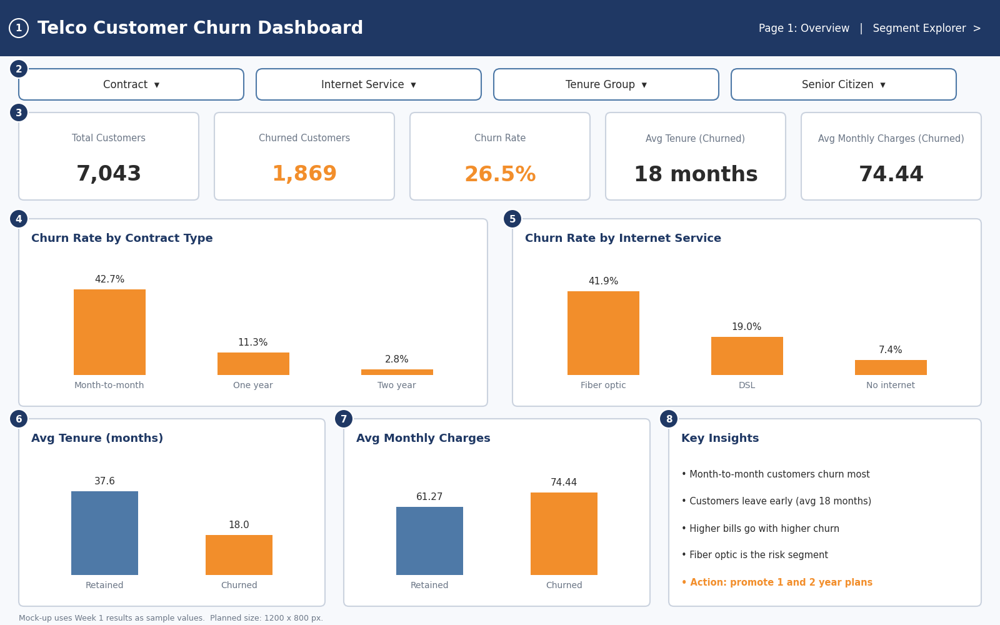 1 Telco Customer Churn Dashboard
Page 1: Overview | Segment Explorer >
2
Contract ▾ Internet Service ▾ Tenure Group ▾ Senior Citizen ▾
3
Total Customers Churned Customers Churn Rate Avg Tenure (Churned) Avg Monthly Charges (Churned)
7,043 1,869 26.5% 18 months 74.44
4
Churn Rate by Contract Type
42.7%
11.3%
2.8%
Month-to-month One year Two year
5
Churn Rate by Internet Service
41.9%
19.0%
7.4%
Fiber optic DSL No internet
6
Avg Tenure (months)
37.6
18.0
Retained Churned
7
Avg Monthly Charges
61.27
74.44
Retained Churned
8
Key Insights
• Month-to-month customers churn most
• Customers leave early (avg 18 months)
• Higher bills go with higher churn
• Fiber optic is the risk segment
• Action: promote 1 and 2 year plans
Mock-up uses Week 1 results as sample values. Planned size: 1200 x 800 px.